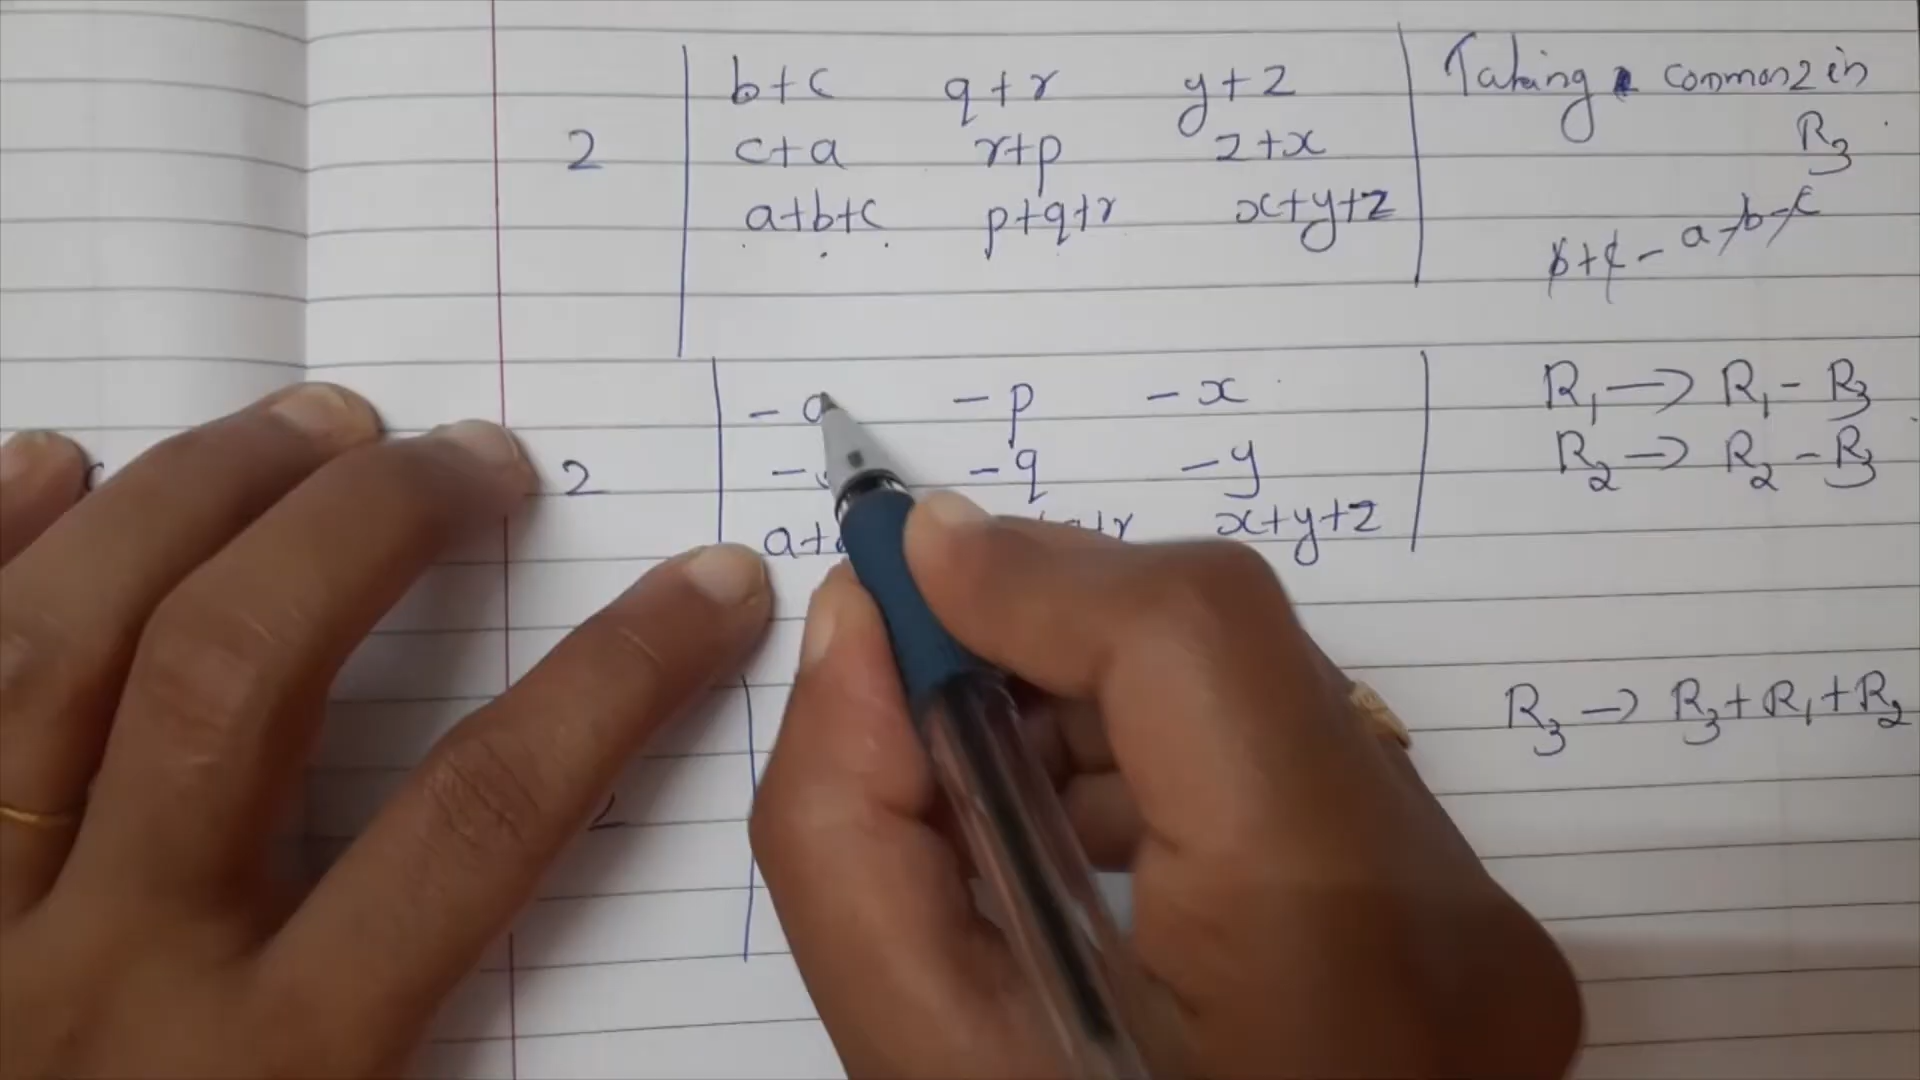 b+c q+r y+z Taking common 2 in
2 c+a r+p z+x R3
a+b+c p+q+r x+y+z
b+c - a-b-c
-a -p -x R1 → R1 - R3
2 - -q -y R2 → R2 - R3
a+ +r x+y+z
R3 → R3 + R1 + R2
2